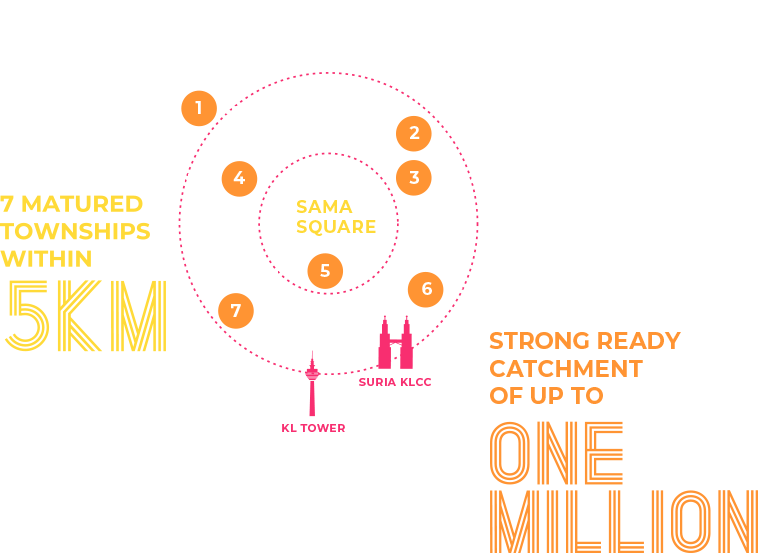 1
2
3
4
SAMA
SQUARE
5
6
7
7 MATURED
TOWNSHIPS
WITHIN
5KM
SURIA KLCC
KL TOWER
STRONG READY
CATCHMENT
OF UP TO
ONE
MILLION